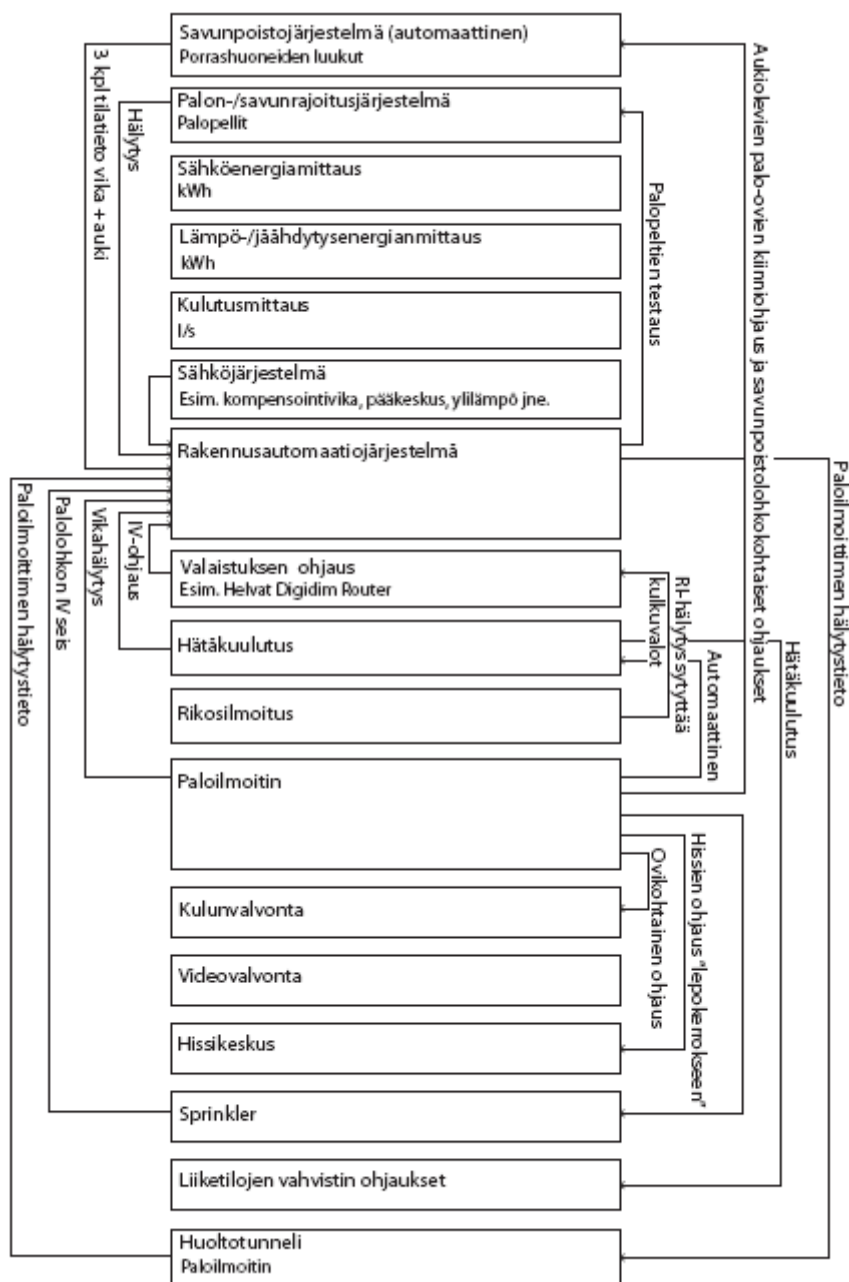 Savunpoistojärjestelmä (automaattinen)
Porrashuoneiden luukut
Palon-/savunrajoitusjärjestelmä
Palopellit
Sähköenergiamittaus
kWh
Lämpö-/jäähdytysenergianmittaus
kWh
Kulutusmittaus
l/s
Sähköjärjestelmä
Esim. kompensointivika, pääkeskus, ylilämpö jne.
Rakennusautomaatiojärjestelmä
Valaistuksen ohjaus
Esim. Helvat Digidim Router
Hätäkuulutus
Rikosilmoitus
Paloilmoitin
Kulunvalvonta
Videovalvonta
Hissikeskus
Sprinkler
Liiketilojen vahvistin ohjaukset
Huoltotunneli
Paloilmoitin
3 kpl tilatieto vika + auki
Hälytys
Paloilmoittimen hälytystieto
Palolohkon IV seis
Vikahälytys
IV-ohjaus
Palopeltien testaus
Aukiolevien palo-ovien kiinniohjaus ja savunpoistolohkokohtaiset ohjaukset
Paloilmoittimen hälytystieto
RI-hälytys sytyttää
kulkuvalot
Automaattinen
Hätäkuulutus
Hissien ohjaus "lepokerrokseen"
Ovikohtainen ohjaus